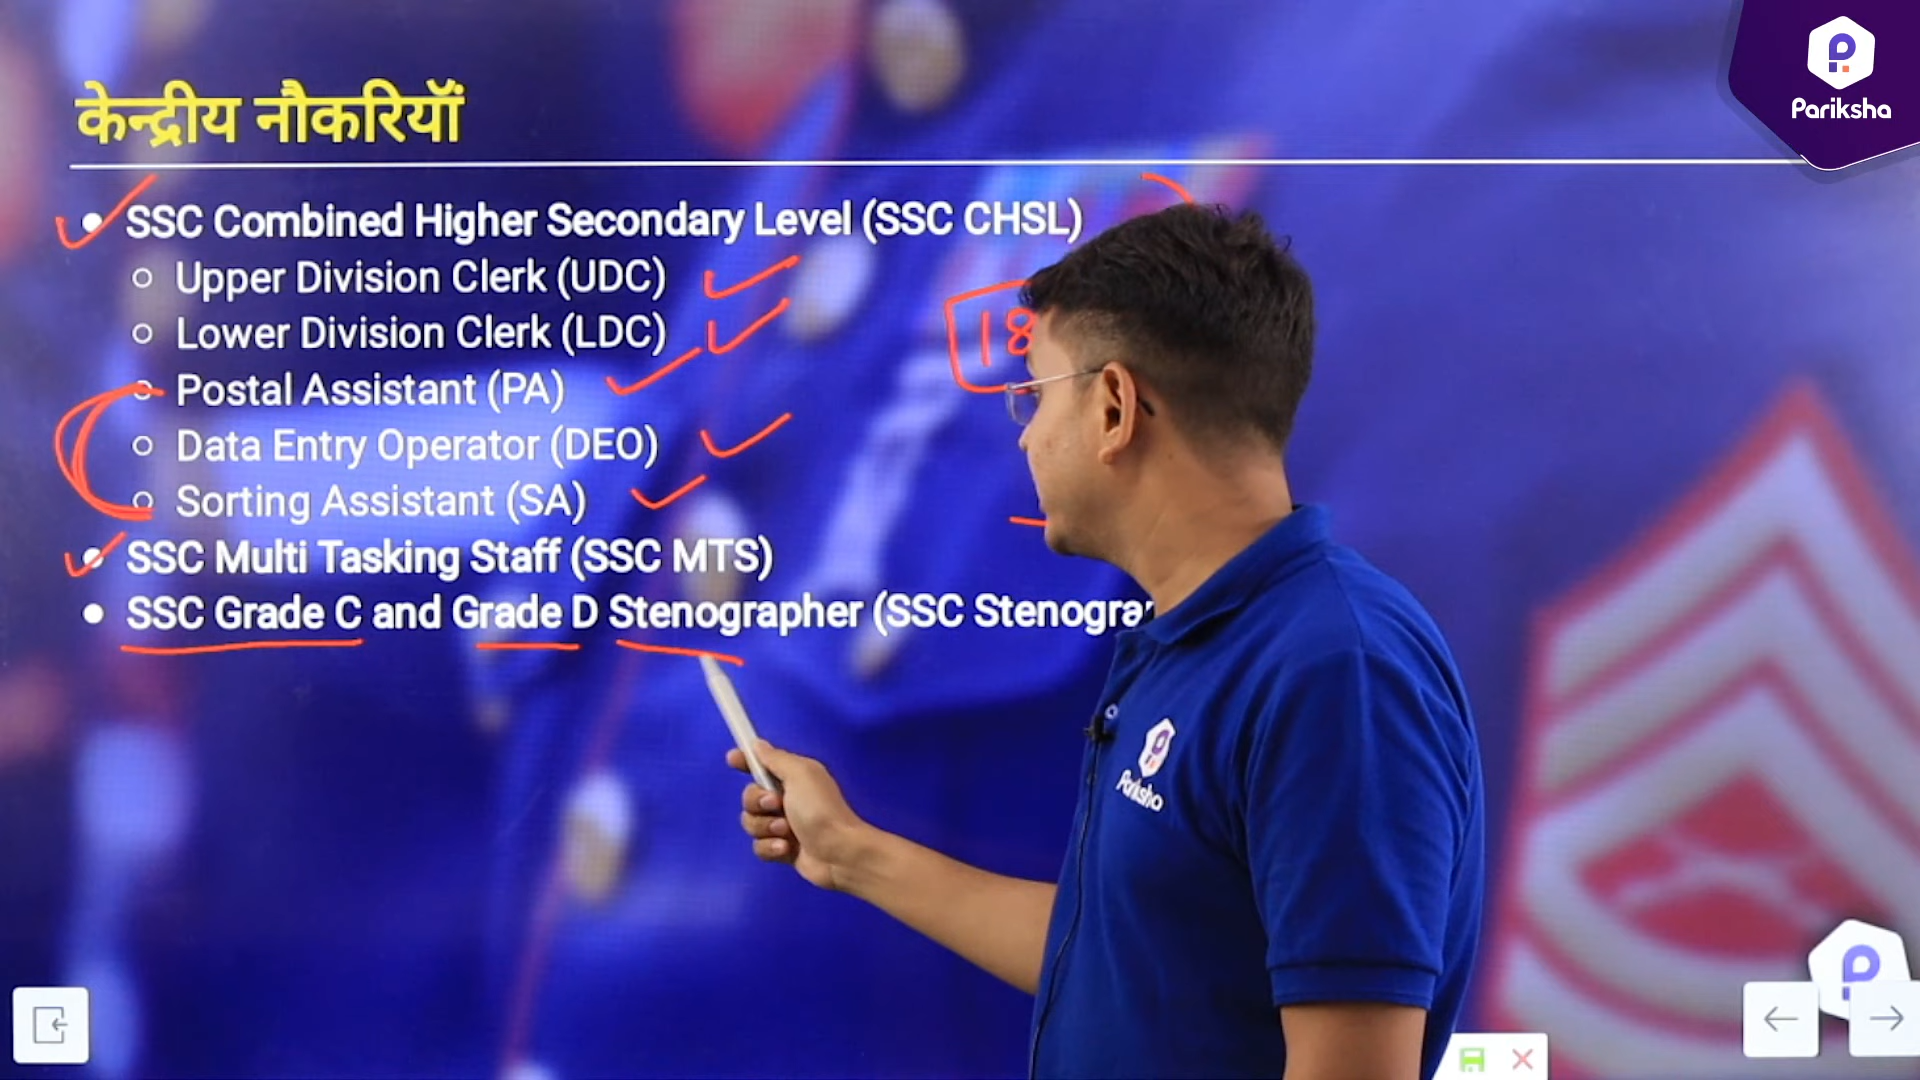 Pariksha
केन्द्रीय नौकरियॉं
SSC Combined Higher Secondary Level (SSC CHSL)
Upper Division Clerk (UDC)
Lower Division Clerk (LDC)
18
Postal Assistant (PA)
Data Entry Operator (DEO)
Sorting Assistant (SA)
SSC Multi Tasking Staff (SSC MTS)
SSC Grade C and Grade D Stenographer (SSC
Pariksha